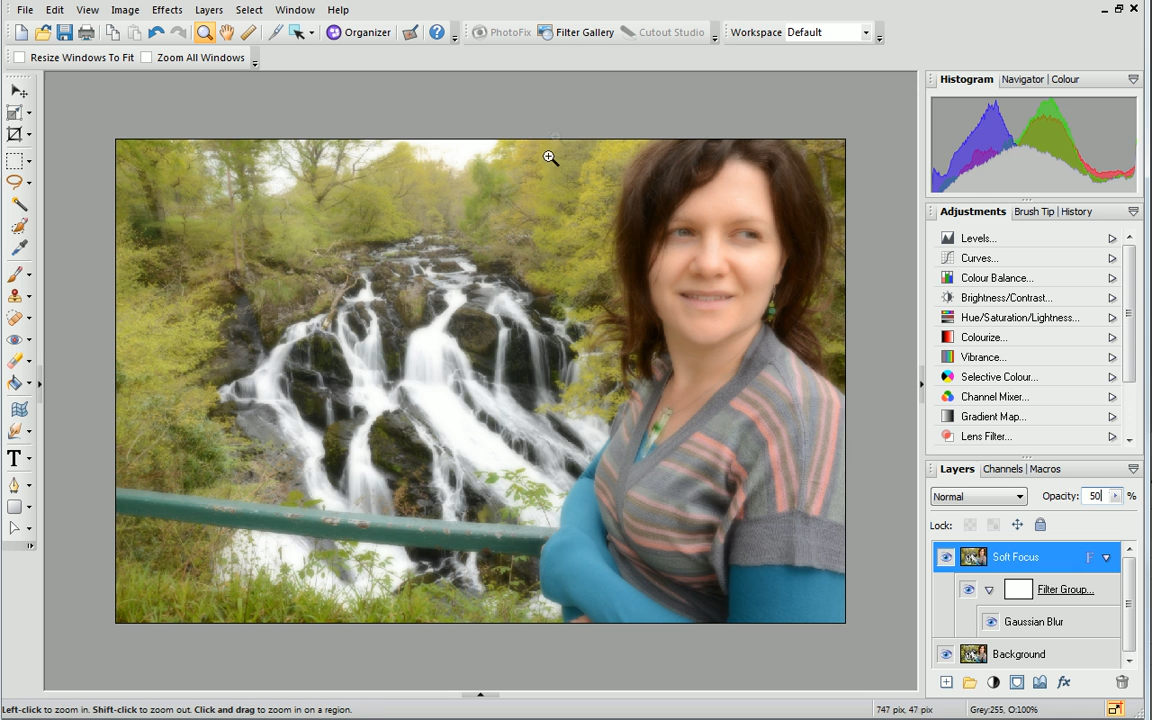 File Edit View Image Effects Layers Select Window Help
Organizer PhotoFix Filter Gallery Cutout Studio Workspace Default
Resize Windows To Fit Zoom All Windows
Histogram Navigator | Colour
Adjustments Brush Tip | History
Levels...
Curves...
Colour Balance...
Brightness/Contrast...
Hue/Saturation/Lightness...
Colourize...
Vibrance...
Selective Colour...
Channel Mixer...
Gradient Map...
Lens Filter...
T
Layers Channels | Macros
Normal Opacity: 50 %
Lock:
Soft Focus F
Filter Group...
Gaussian Blur
Background
fx
Left-click to zoom in. Shift-click to zoom out. Click and drag to zoom in on a region. 747 pix, 47 pix Grey:255, O:100%